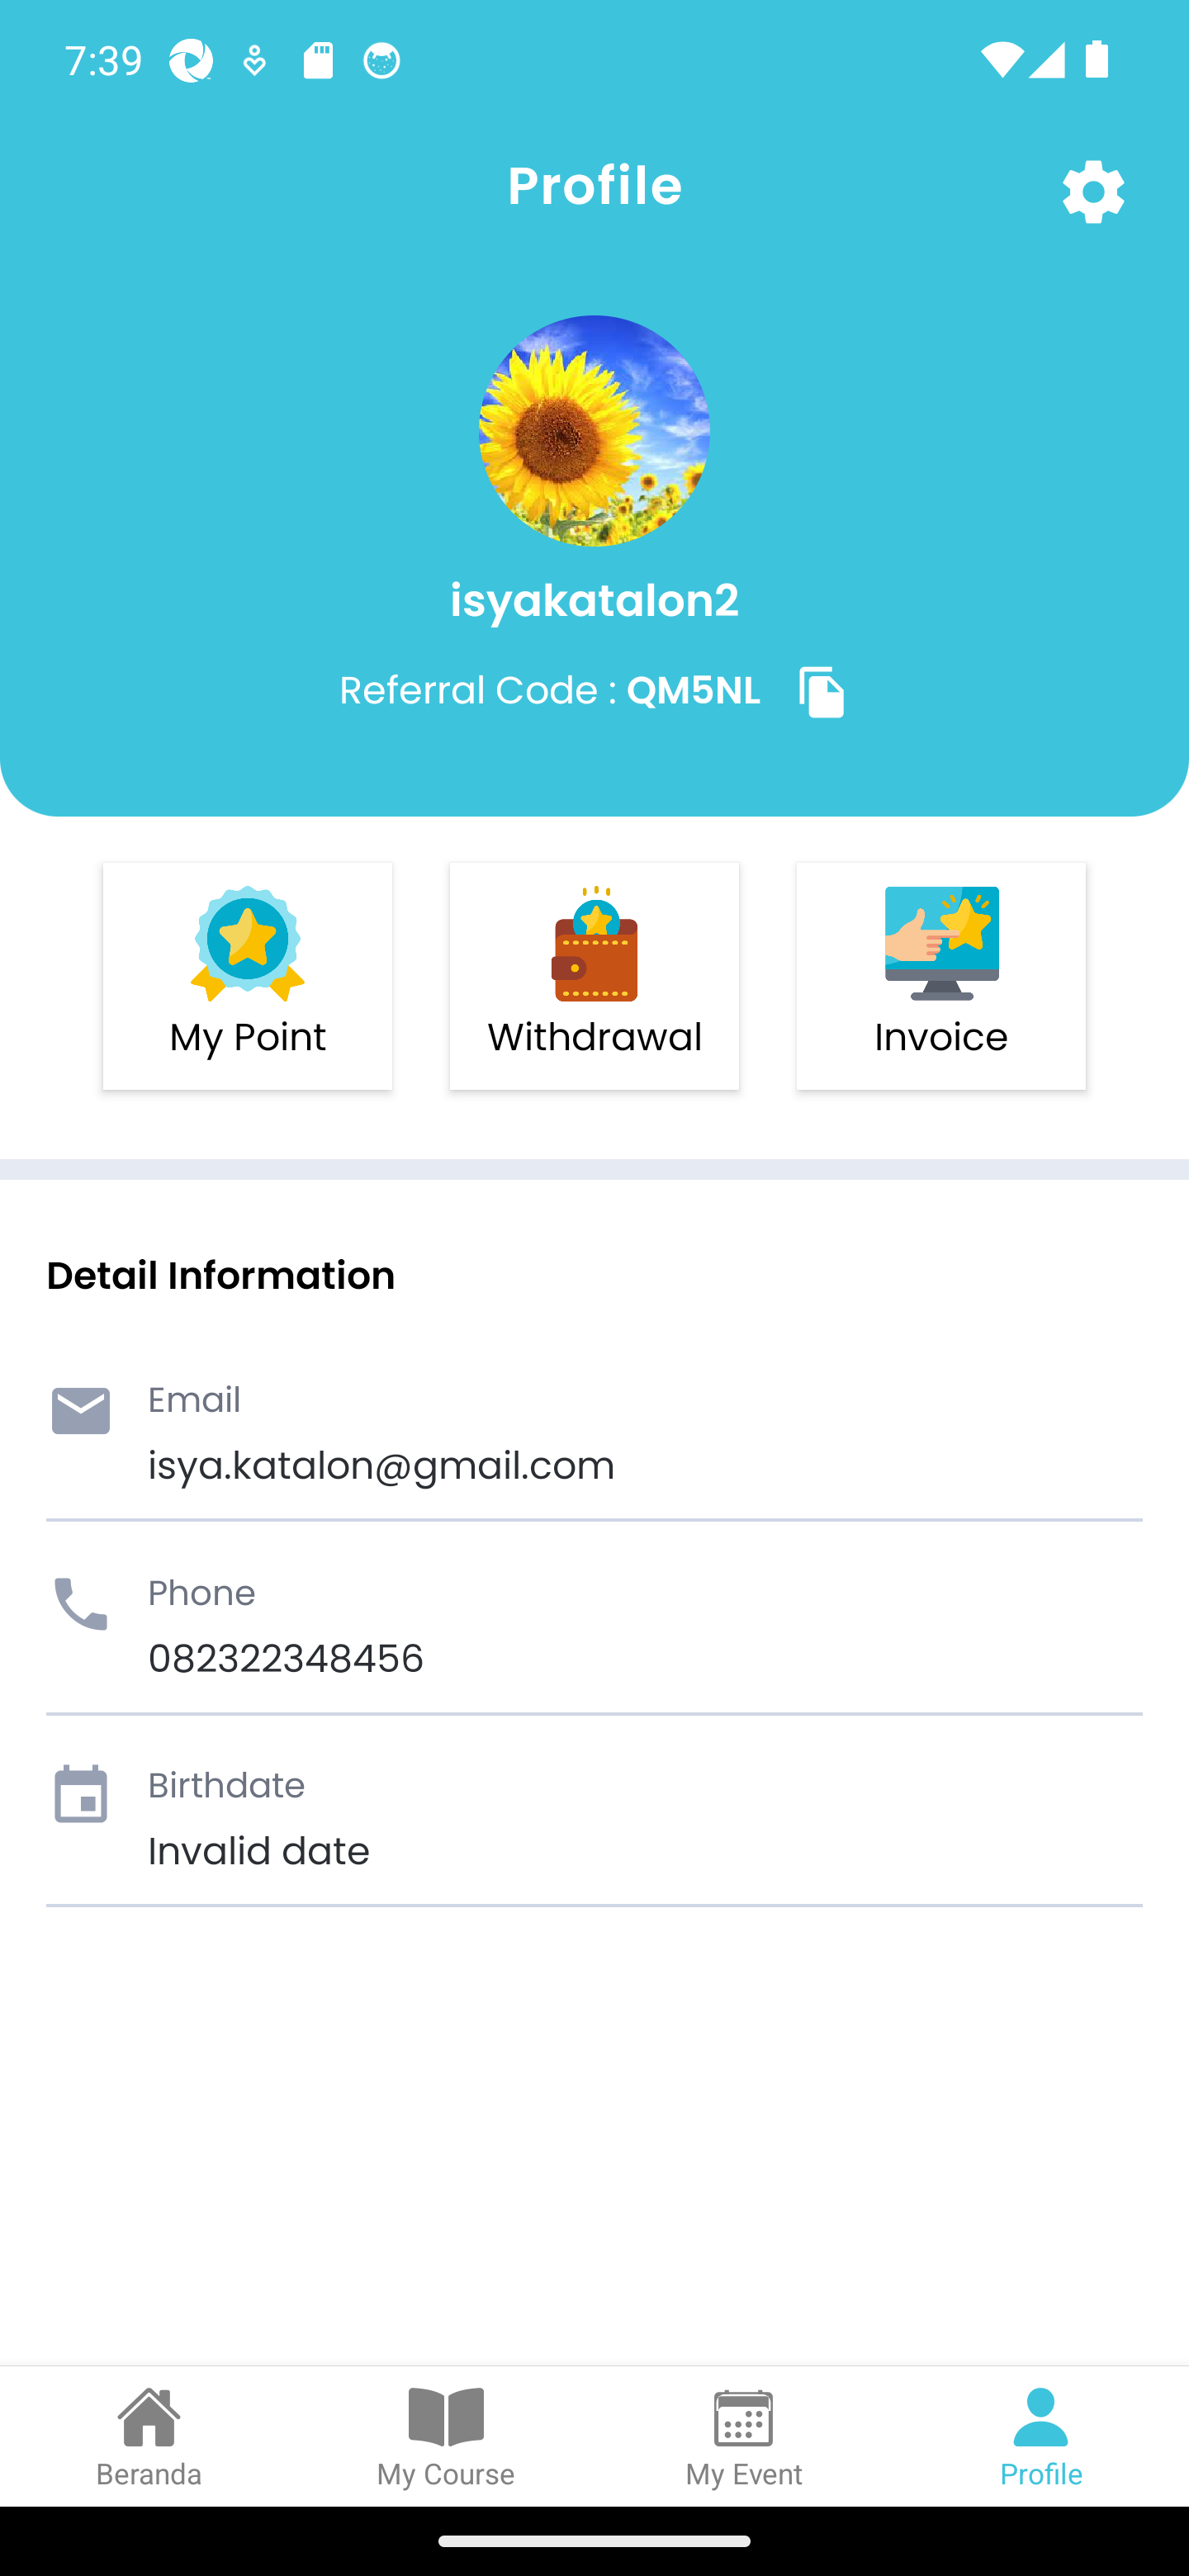 7:39
Profile
isyakatalon2
Referral Code : QM5NL
My Point
Withdrawal
Invoice
Detail Information
Email
isya.katalon@gmail.com
Phone
082322348456
Birthdate
Invalid date
Beranda
My Course
My Event
Profile